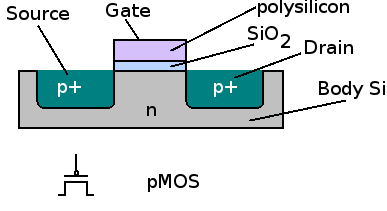 Source
Gate
polysilicon
SiO2
Drain
p+
p+
Body Si
n
pMOS